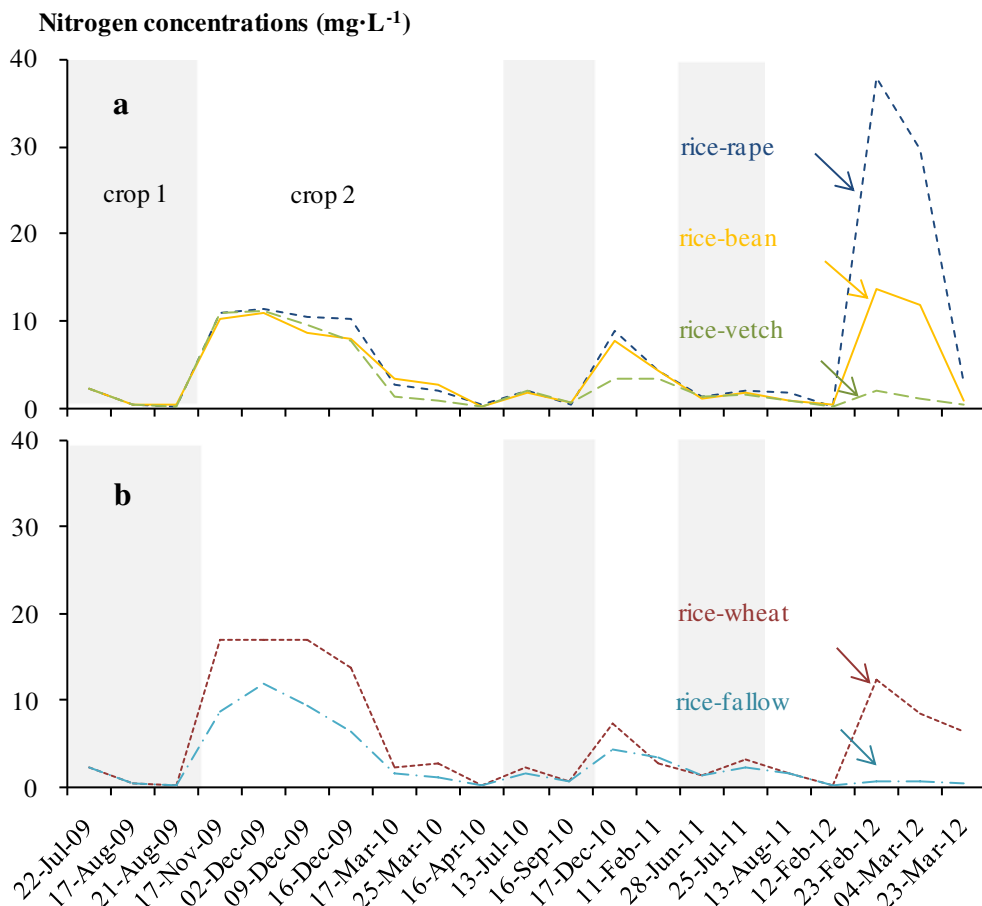 Nitrogen concentrations (mg·L-1)
40
a
30
rice-rape
crop 1
crop 2
20
rice-bean
10
rice-vetch
0
40
b
30
20
rice-wheat
10
rice-fallow
0
22-Jul-09
17-Aug-09
21-Aug-09
17-Nov-09
02-Dec-09
09-Dec-09
16-Dec-09
17-Mar-10
25-Mar-10
16-Apr-10
13-Jul-10
16-Sep-10
17-Dec-10
11-Feb-11
28-Jun-11
25-Jul-11
13-Aug-11
12-Feb-12
23-Feb-12
04-Mar-12
23-Mar-12